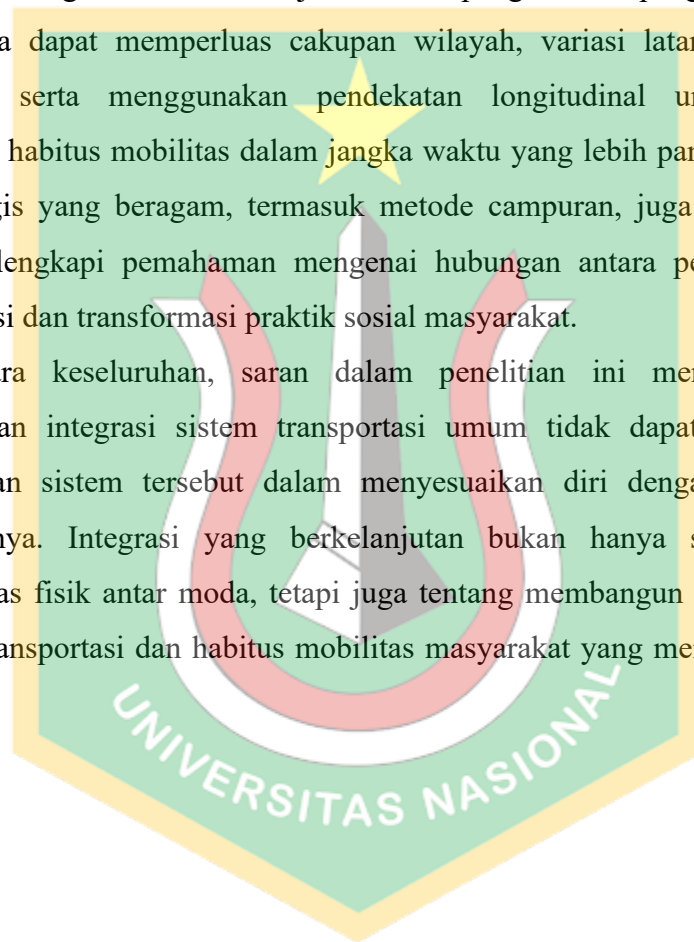 a dapat memperluas cakupan wilayah, variasi latar
serta menggunakan pendekatan longitudinal u
habitus mobilitas dalam jangka waktu yang lebih pan
gis yang beragam, termasuk metode campuran, juga
lengkapi pemahaman mengenai hubungan antara pe
si dan transformasi praktik sosial masyarakat.
ra keseluruhan, saran dalam penelitian ini me
an integrasi sistem transportasi umum tidak dapat
an sistem tersebut dalam menyesuaikan diri denga
nya. Integrasi yang berkelanjutan bukan hanya s
as fisik antar moda, tetapi juga tentang membangun
ansportasi dan habitus mobilitas masyarakat yang me
UNIVERSITAS NASIONAL